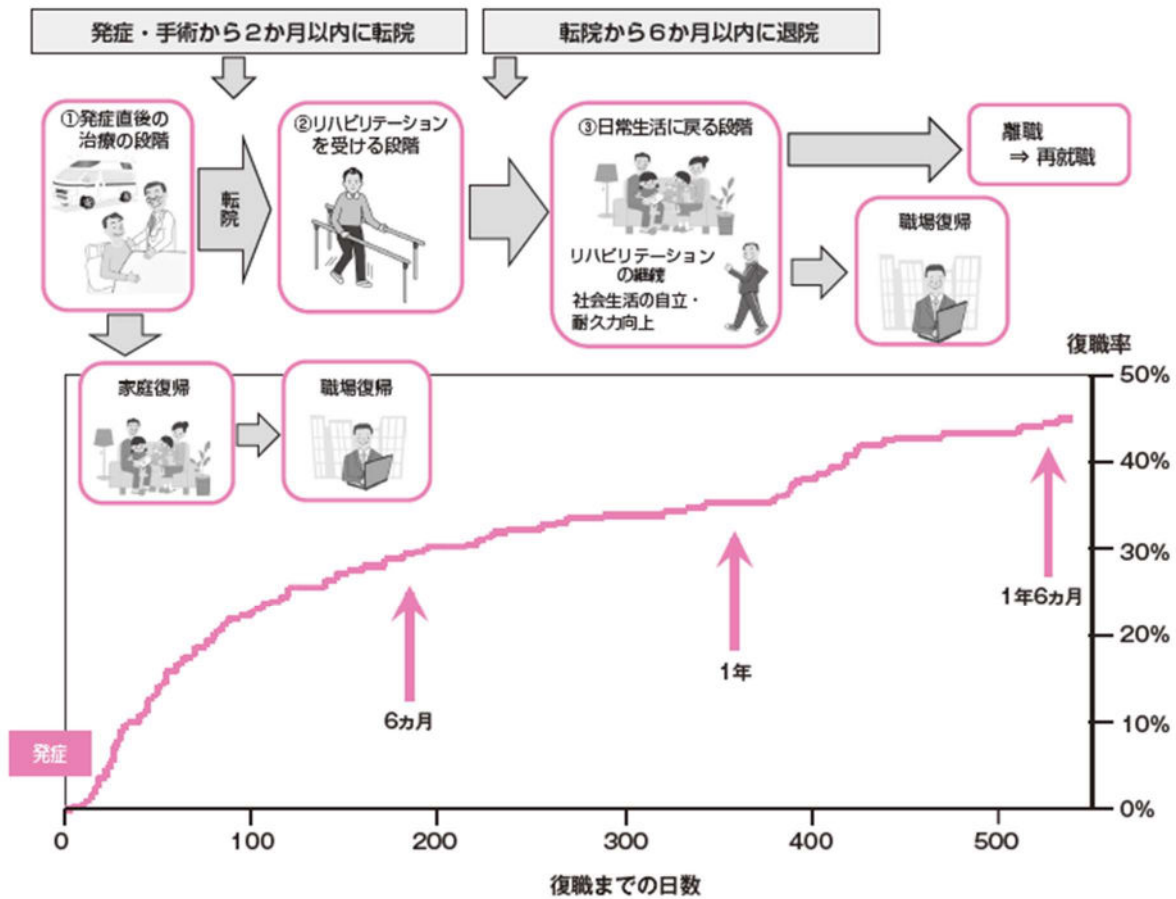 発症・手術から2か月以内に転院
転院から6か月以内に退院
①発症直後の
治療の段階
転院
②リハビリテーション
を受ける段階
③日常生活に戻る段階
リハビリテーション
の継続
社会生活の自立・
耐久力向上
離職
⇒ 再就職
職場復帰
家庭復帰
職場復帰
復職率
50%
40%
30%
20%
10%
0%
1年6ヵ月
1年
6ヵ月
発症
0
100
200
300
400
500
復職までの日数